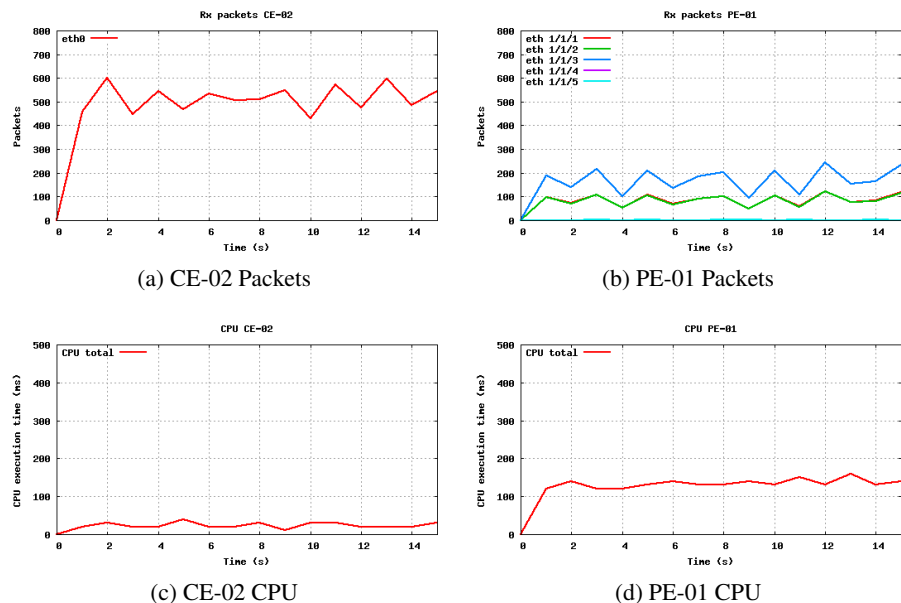 Rx packets CE-02
800
700
600
500
400
300
200
100
0
Packets
eth0
0 2 4 6 8 10 12 14
Time (s)
(a) CE-02 Packets
Rx packets PE-01
800
700
600
500
400
300
200
100
0
Packets
eth 1/1/1
eth 1/1/2
eth 1/1/3
eth 1/1/4
eth 1/1/5
0 2 4 6 8 10 12 14
Time (s)
(b) PE-01 Packets
CPU CE-02
500
400
300
200
100
0
CPU execution time (ms)
CPU total
0 2 4 6 8 10 12 14
Time (s)
(c) CE-02 CPU
CPU PE-01
500
400
300
200
100
0
CPU execution time (ms)
CPU total
0 2 4 6 8 10 12 14
Time (s)
(d) PE-01 CPU